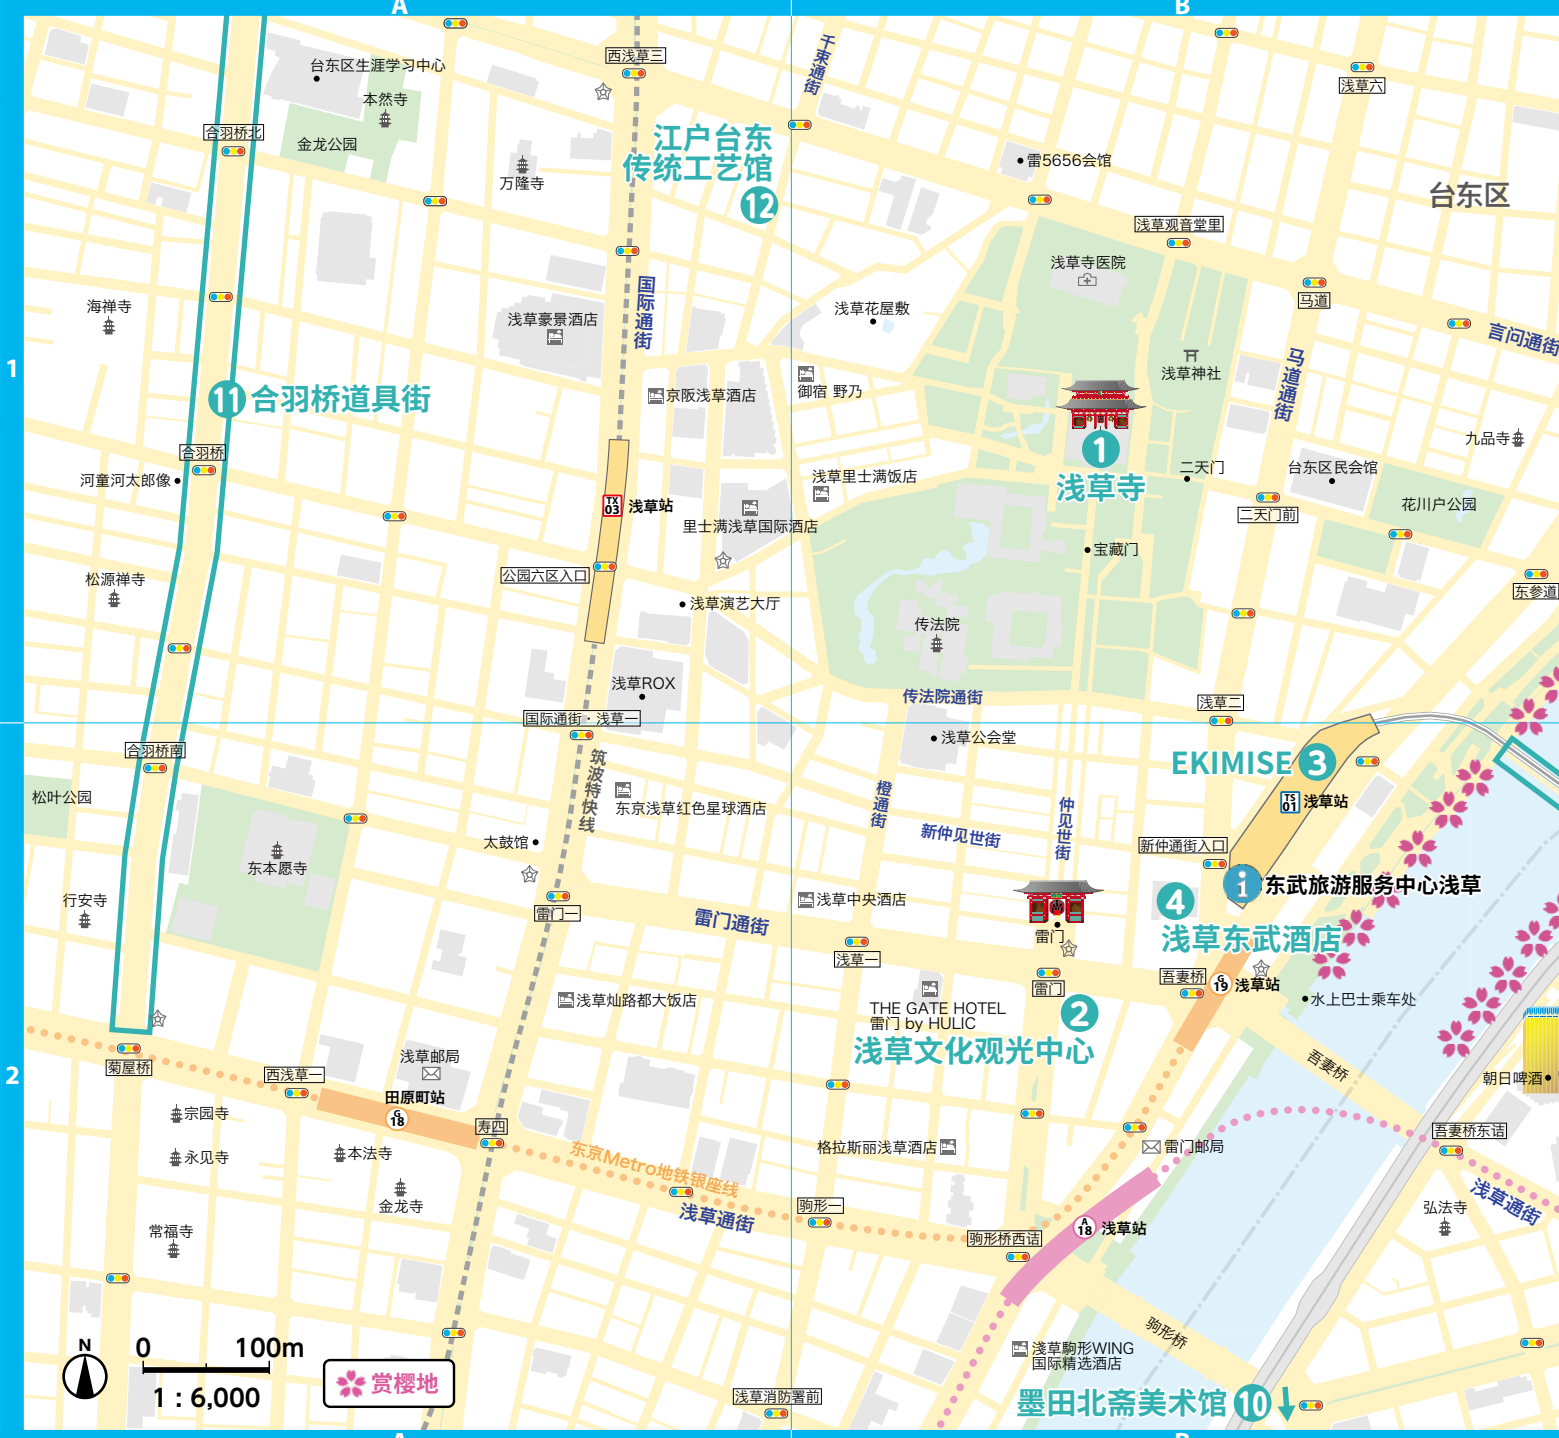 A
B
1
2
台东区生涯学习中心
本然寺
金龙公园
合羽桥北
西浅草三
千束通街
浅草六
江户台东
传统工艺馆
12
万隆寺
雷5656会馆
台东区
浅草观音堂里
浅草寺医院
马道
言问通街
国际通街
海禅寺
浅草豪景酒店
浅草花屋敷
浅草神社
马道通街
11 合羽桥道具街
京阪浅草酒店
御宿 野乃
1
浅草寺
九品寺
合羽桥
河童河太郎像
浅草里士满饭店
二天门
台东区民会馆
花川户公园
TX
03
浅草站
里士满浅草国际酒店
二天门前
宝藏门
公园六区入口
松源禅寺
浅草演艺大厅
东参道
传法院
浅草ROX
传法院通街
浅草二
国际通街・浅草一
浅草公会堂
合羽桥南
EKIMISE 3
筑波特快线
松叶公园
东京浅草红色星球酒店
橙通街
新仲见世街
仲见世街
TS
01
浅草站
太鼓馆
新仲通街入口
东本愿寺
i 东武旅游服务中心浅草
行安寺
雷门一
雷门通街
浅草中央酒店
4
浅草东武酒店
雷门
浅草一
雷门
吾妻桥
G
19
浅草站
浅草灿路都大饭店
THE GATE HOTEL
雷门 by HULIC
2
浅草文化观光中心
水上巴士乘车处
菊屋桥
西浅草一
浅草邮局
田原町站
G
18
吾妻桥
朝日啤酒
宗园寺
寿四
永见寺
本法寺
东京Metro地铁银座线
格拉斯丽浅草酒店
雷门邮局
吾妻桥东诘
金龙寺
浅草通街
驹形一
驹形桥西诘
A
18
浅草站
浅草通街
弘法寺
常福寺
驹形桥
N
0
100m
1 : 6,000
赏樱地
浅草駒形WING
国际精选酒店
浅草消防署前
墨田北斋美术馆 10
A
B